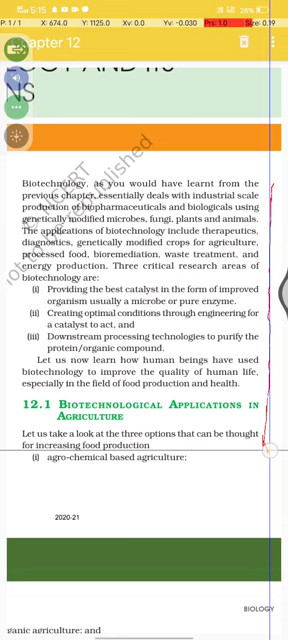 P: 1 / 1 X: 674.0 Y: 1125.0 Xv: 0.0 Yv: -0.030 Prs: 1.0 Size: 0.19
5:15 28%
hapter 12
NS
Biotechnology, as you would have learnt from the
previous chapter, essentially deals with industrial scale
production of biopharmaceuticals and biologicals using
genetically modified microbes, fungi, plants and animals.
The applications of biotechnology include therapeutics,
diagnostics, genetically modified crops for agriculture,
processed food, bioremediation, waste treatment, and
energy production. Three critical research areas of
biotechnology are:
(i) Providing the best catalyst in the form of improved
organism usually a microbe or pure enzyme.
(ii) Creating optimal conditions through engineering for
a catalyst to act, and
(iii) Downstream processing technologies to purify the
protein/organic compound.
Let us now learn how human beings have used
biotechnology to improve the quality of human life,
especially in the field of food production and health.
12.1 BIOTECHNOLOGICAL APPLICATIONS IN
AGRICULTURE
Let us take a look at the three options that can be thought
for increasing food production
(i) agro-chemical based agriculture;
2020-21
BIOLOGY
ganic agriculture; and